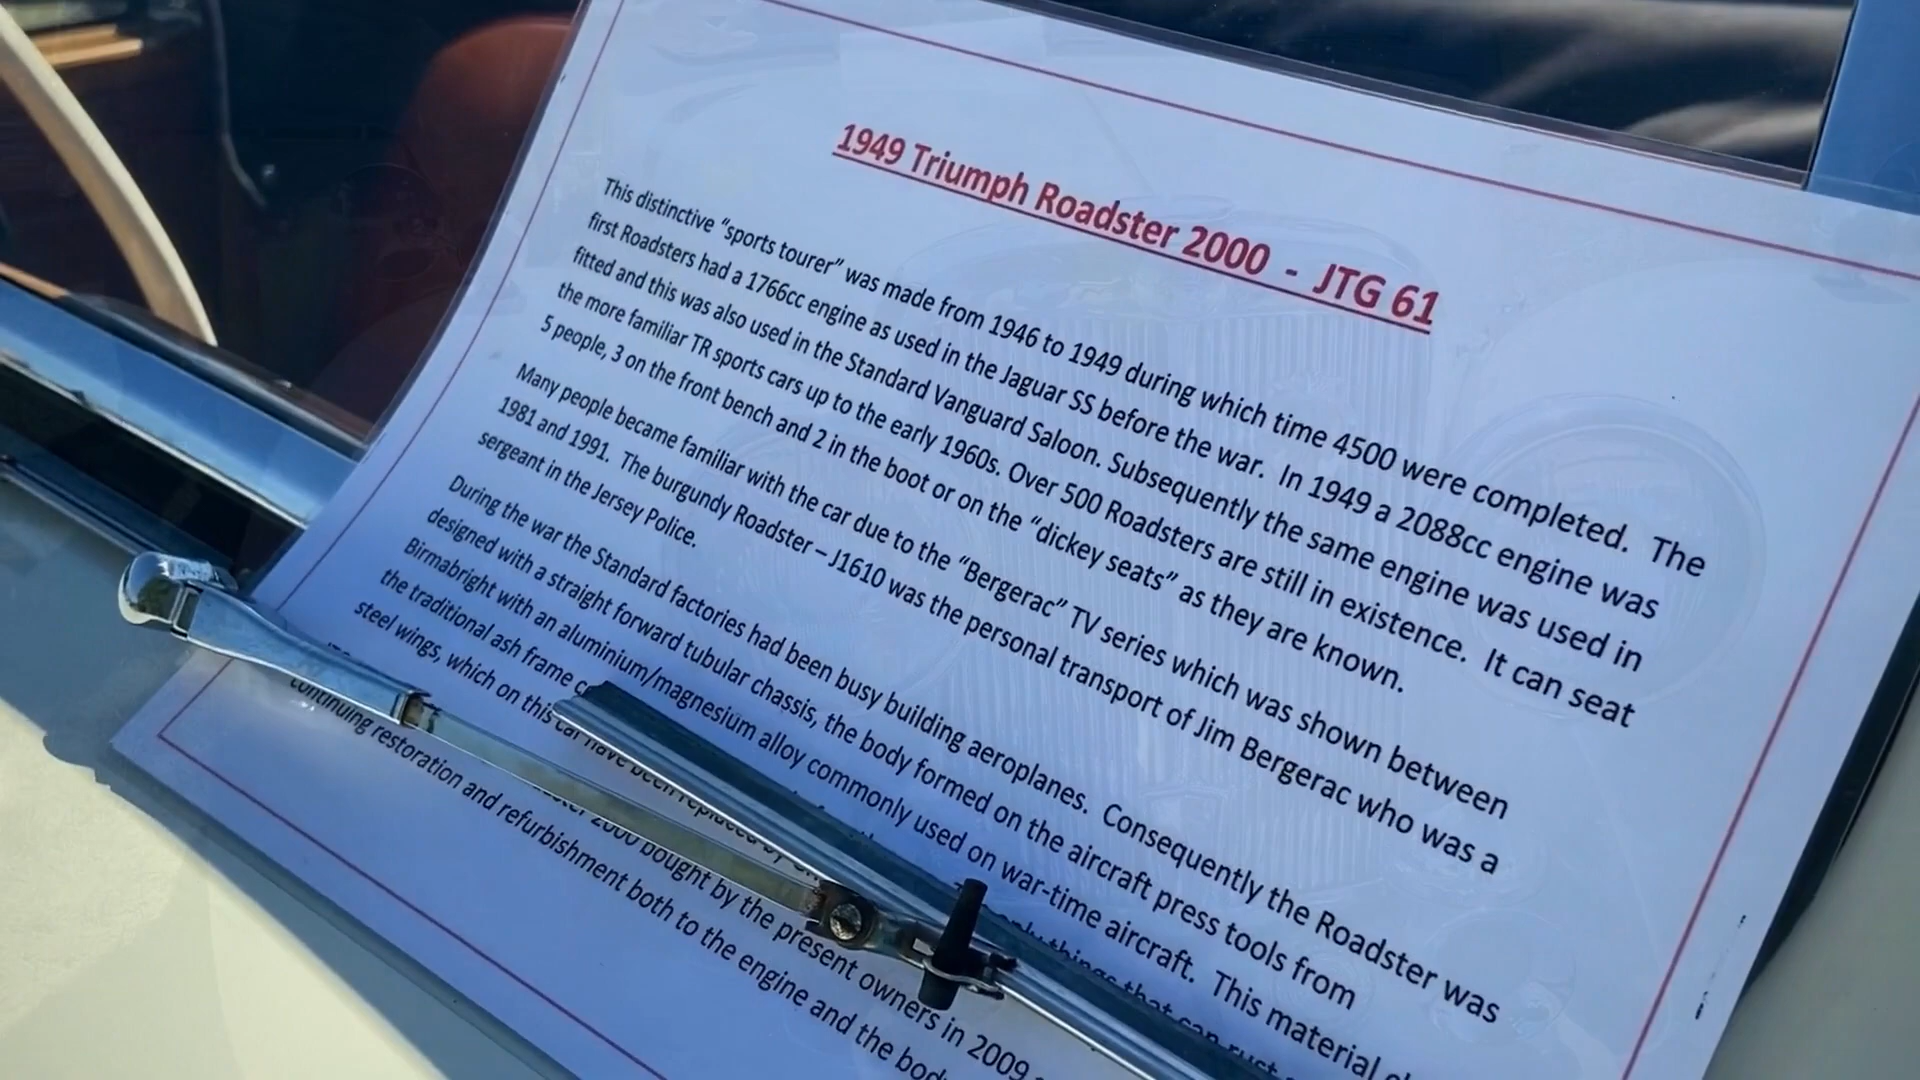 1949 Triumph Roadster 2000 - JTG 61
This distinctive “sports tourer” was made from 1946 to 1949 during which time 4500 were completed. The
first Roadsters had a 1766cc engine as used in the Jaguar SS before the war. In 1949 a 2088cc engine was
fitted and this was also used in the Standard Vanguard Saloon. Subsequently the same engine was used in
the more familiar TR sports cars up to the early 1960s. Over 500 Roadsters are still in existence. It can seat
5 people, 3 on the front bench and 2 in the boot or on the “dickey seats” as they are known.
Many people became familiar with the car due to the “Bergerac” TV series which was shown between
1981 and 1991. The burgundy Roadster – J1610 was the personal transport of Jim Bergerac who was a
sergeant in the Jersey Police.
During the war the Standard factories had been busy building aeroplanes. Consequently the Roadster was
designed with a straight forward tubular chassis, the body formed on the aircraft press tools from
Birmabright with an aluminium/magnesium alloy commonly used on war-time aircraft. This material
the traditional ash frame things that can rust
steel wings, which on this car have been replaced by
2000 bought by the present owners in 2009
continuing restoration and refurbishment both to the engine and the body